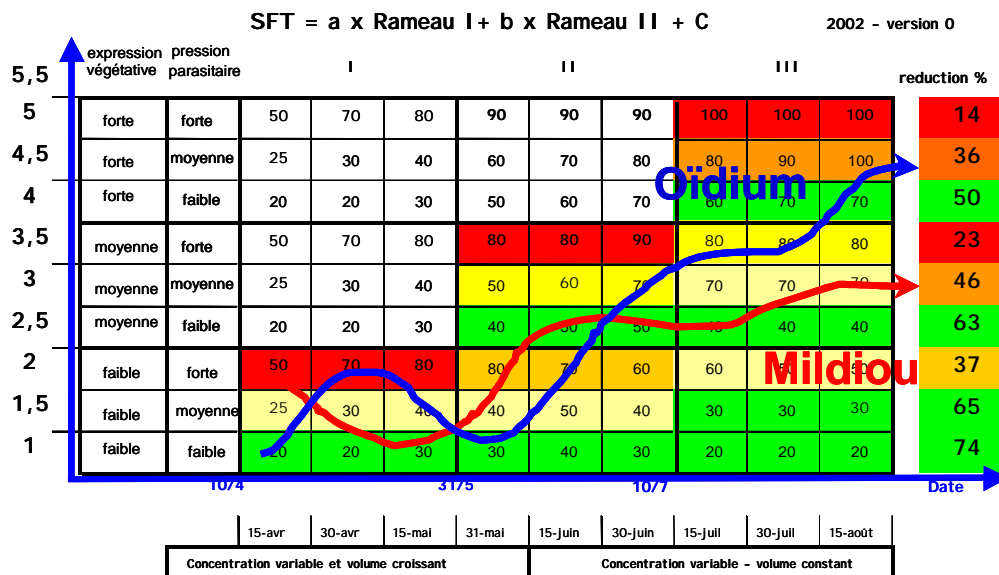 SFT = a x Rameau I + b x Rameau II + C
2002 - version 0
expression végétative
pression parasitaire
I II III
reduction %
5,5
5 forte forte 50 70 80 90 90 90 100 100 100 14
4,5 forte moyenne 25 30 40 60 70 80 80 90 100 36
Oïdium
4 forte faible 20 20 30 50 60 70 60 70 70 50
3,5 moyenne forte 50 70 80 80 80 90 80 80 80 23
3 moyenne moyenne 25 30 40 50 60 70 70 70 70 46
2,5 moyenne faible 20 20 30 40 50 50 40 40 40 63
2 faible forte 50 70 80 80 70 60 60 50 37
Mildiou
1,5 faible moyenne 25 30 40 40 50 40 30 30 30 65
1 faible faible 20 20 30 30 40 30 20 20 20 74
10/4 31/5 10/7 Date
15-avr 30-avr 15-mai 31-mai 15-juin 30-juin 15-juil 30-juil 15-août
Concentration variable et volume croissant
Concentration variable - volume constant